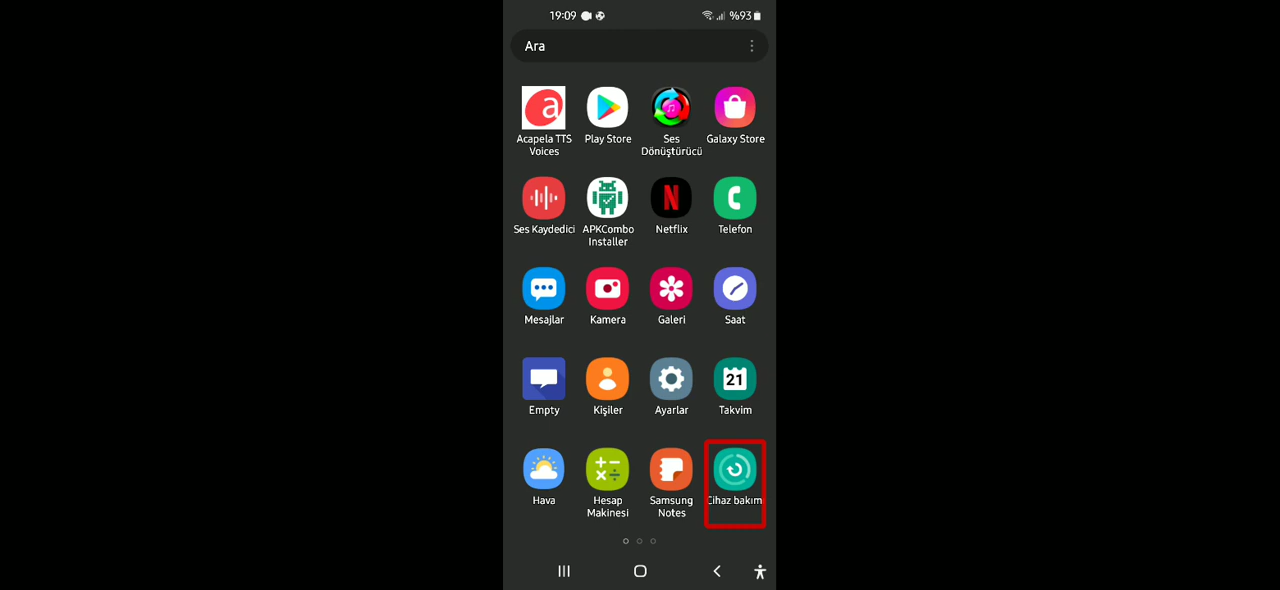 19:09 %93
Ara
Acapela TTS
Voices
Play Store
Ses
Dönüştürücü
Galaxy Store
Ses Kaydedici
APKCombo
Installer
Netflix
Telefon
Mesajlar
Kamera
Galeri
Saat
Empty
Kişiler
Ayarlar
21
Takvim
Hava
Hesap
Makinesi
Samsung
Notes
Cihaz bakım